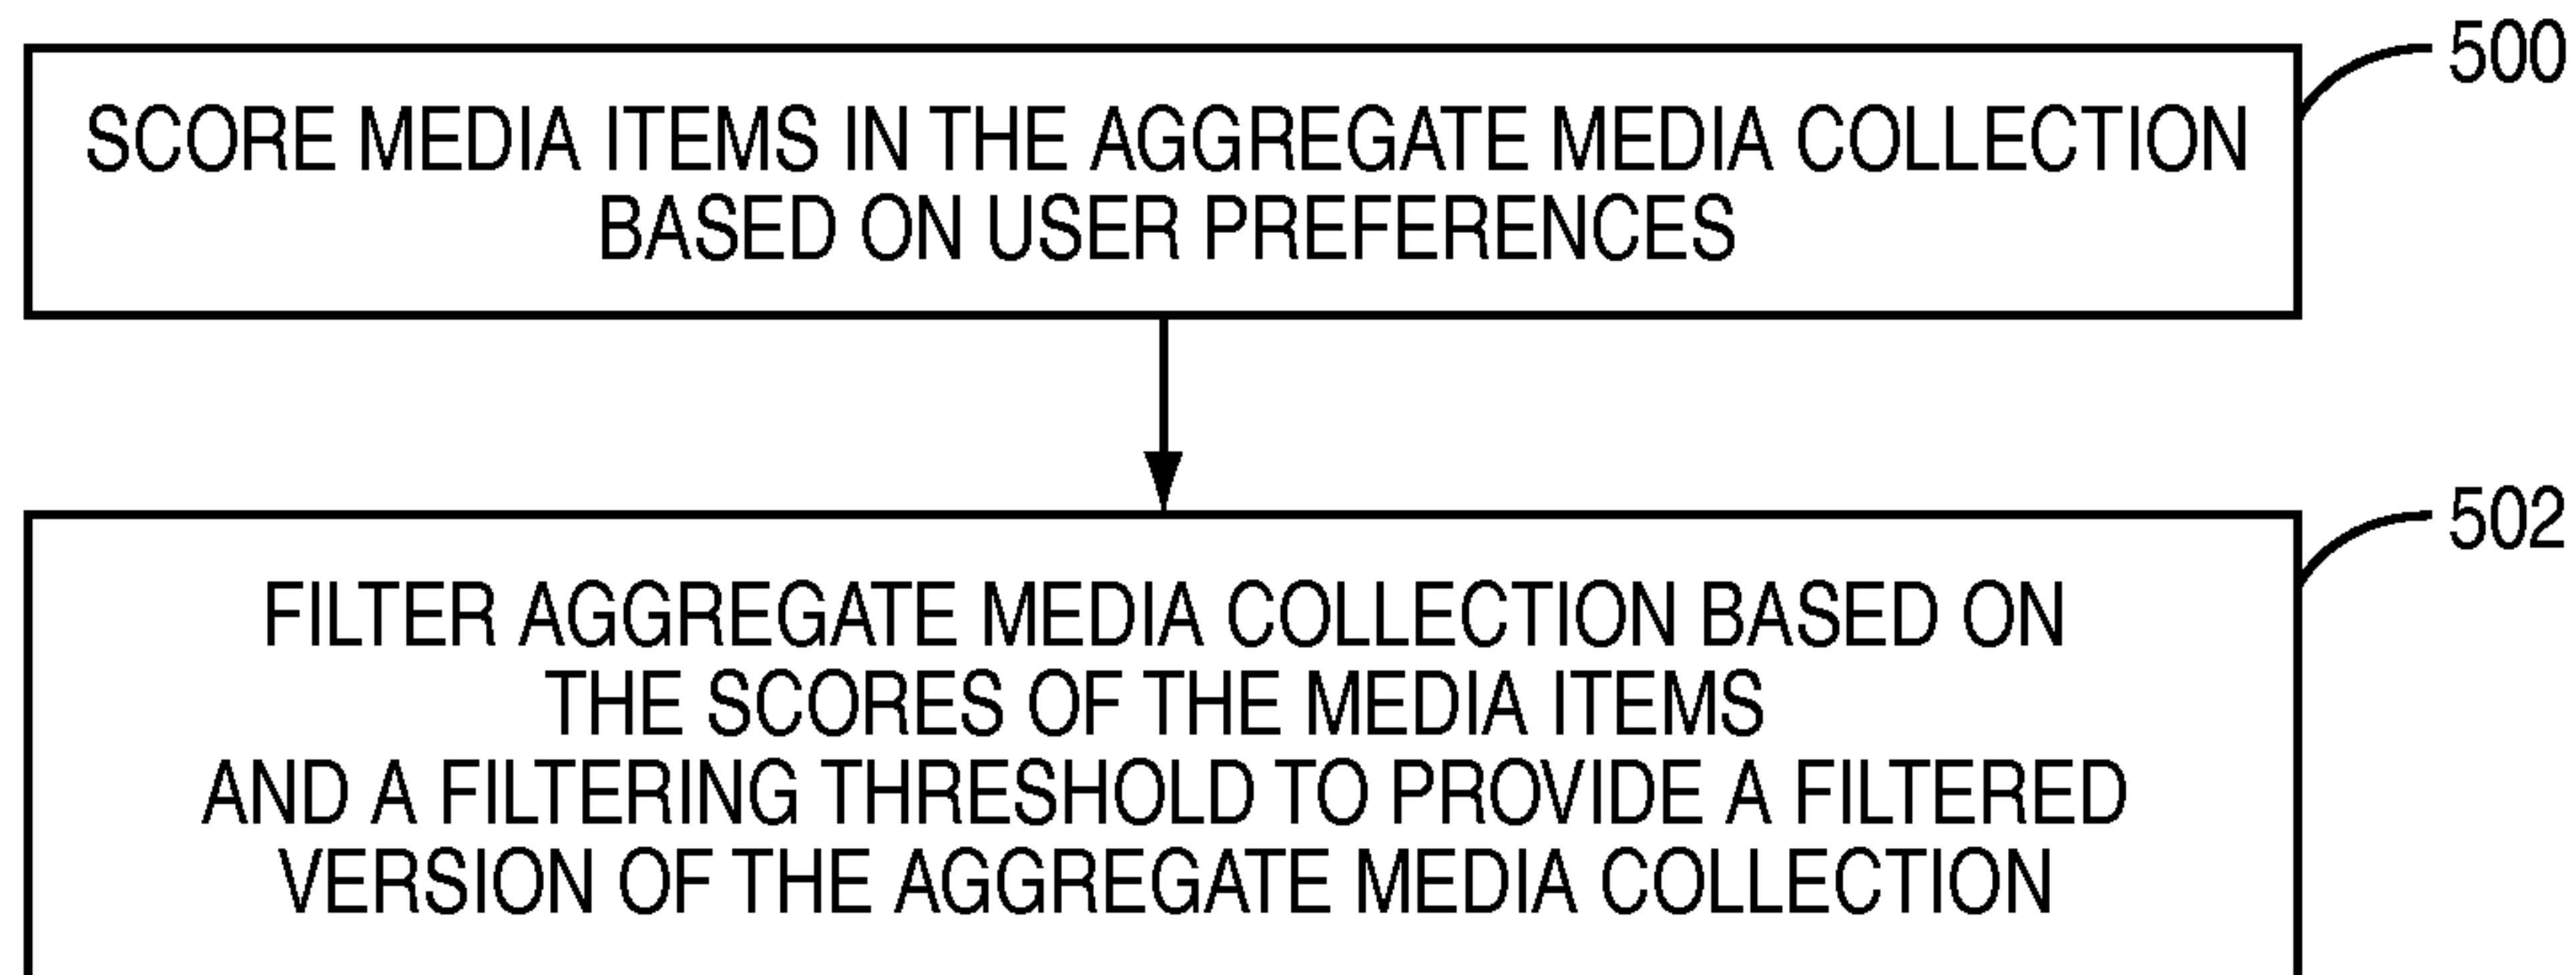 500
SCORE MEDIA ITEMS IN THE AGGREGATE MEDIA COLLECTION
BASED ON USER PREFERENCES
502
FILTER AGGREGATE MEDIA COLLECTION BASED ON
THE SCORES OF THE MEDIA ITEMS
AND A FILTERING THRESHOLD TO PROVIDE A FILTERED
VERSION OF THE AGGREGATE MEDIA COLLECTION